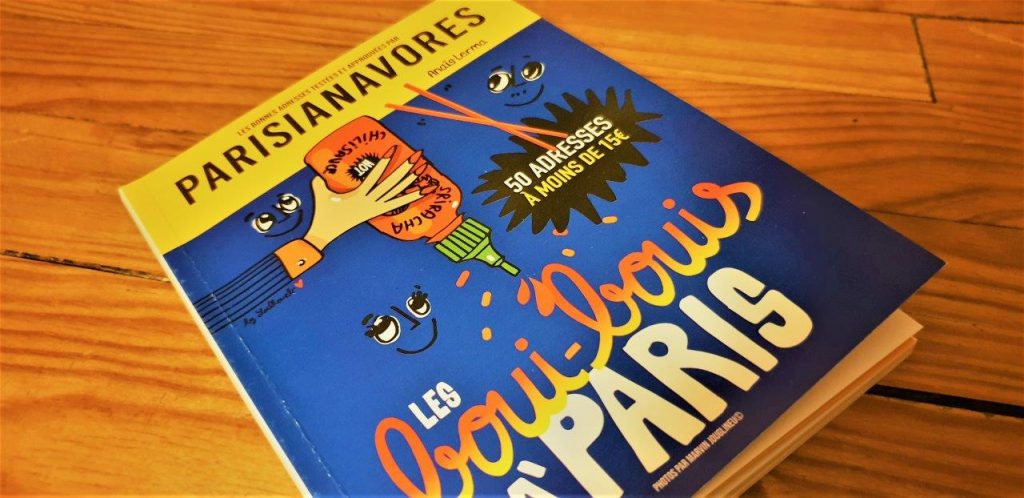 LES BONNES ADRESSES TESTÉES ET APPROUVÉES PAR
PARISIANAVORES
Anaïs Lerma
CHILI SAUCE
HOT
SRIRACHA
50 ADRESSES
À MOINS DE 15€
LES
boui-bouis
À PARIS
PHOTOS PAR MARVIN